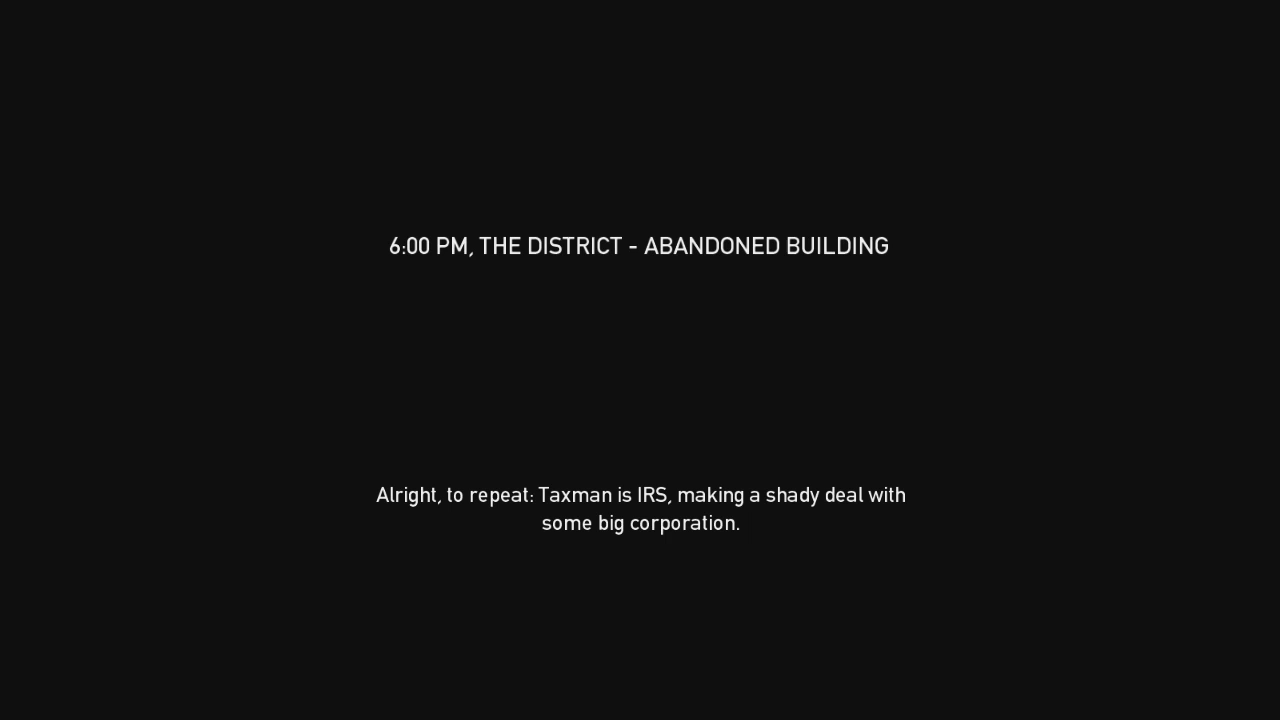 6:00 PM, THE DISTRICT - ABANDONED BUILDING
Alright, to repeat: Taxman is IRS, making a shady deal with
some big corporation.